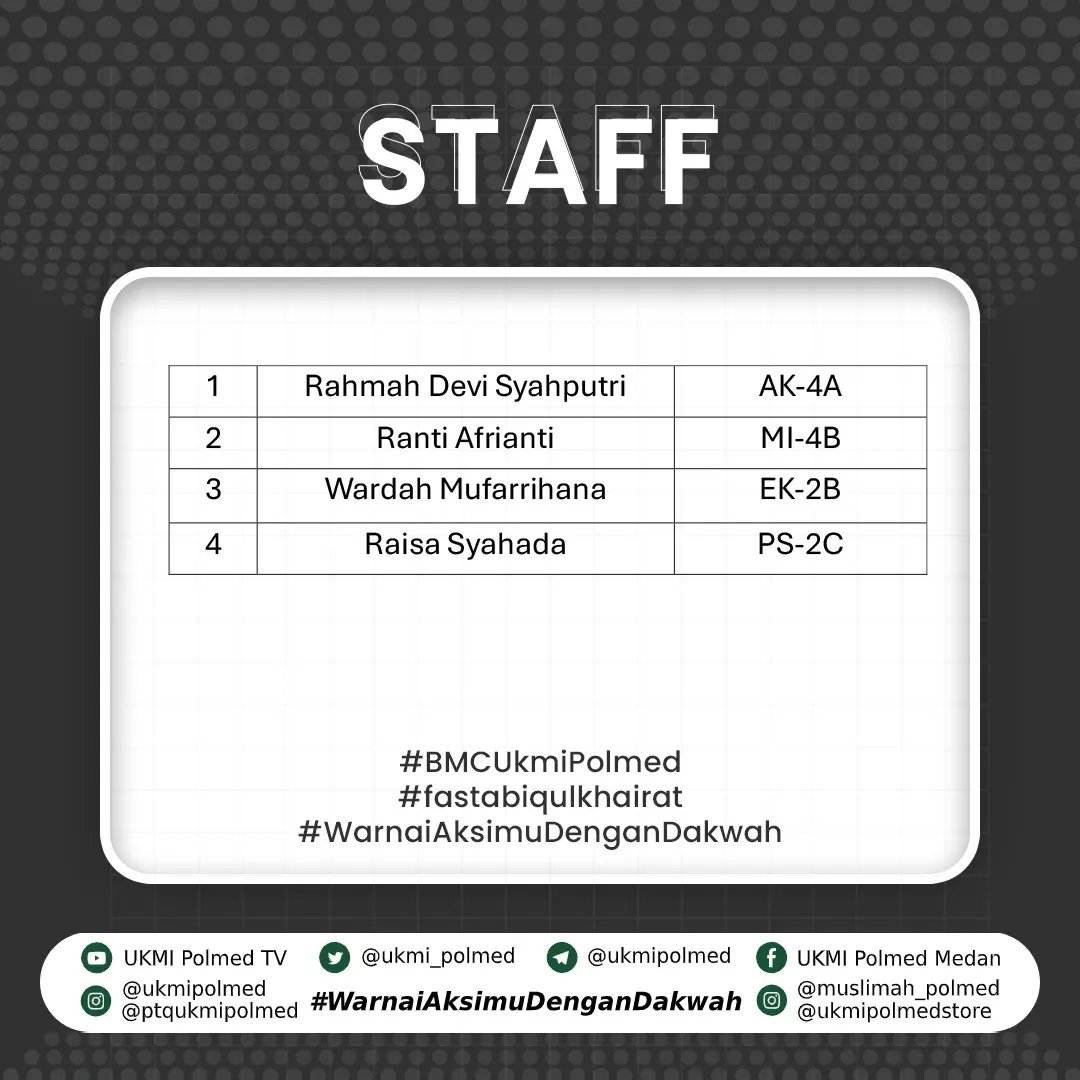 STAFF
1 Rahmah Devi Syahputri AK-4A
2 Ranti Afrianti MI-4B
3 Wardah Mufarrihana EK-2B
4 Raisa Syahada PS-2C
#BMCUkmiPolmed
#fastabiqulkhairat
#WarnaiAksimuDenganDakwah
UKMI Polmed TV @ukmi_polmed @ukmipolmed UKMI Polmed Medan
@ukmipolmed
@ptqukmipolmed
#WarnaiAksimuDenganDakwah
@muslimah_polmed
@ukmipolmedstore